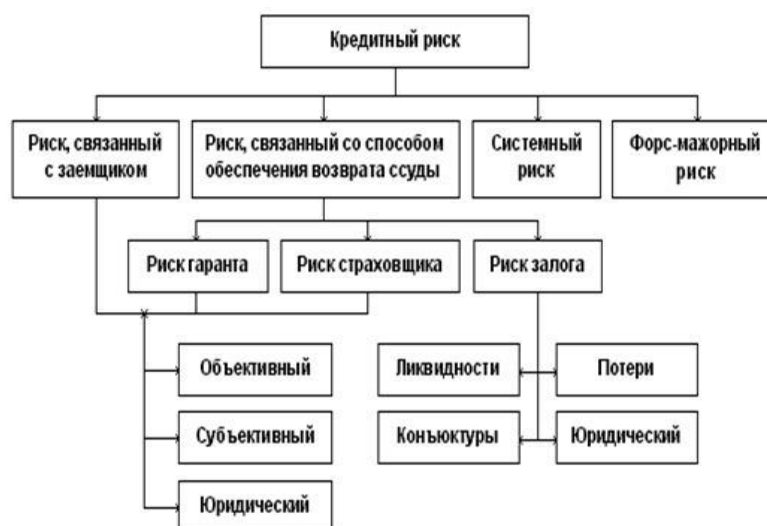 Кредитный риск
Риск, связанный
с заемщиком
Риск, связанный со способом
обеспечения возврата ссуды
Системный
риск
Форс-мажорный
риск
Риск гаранта
Риск страховщика
Риск залога
Объективный
Ликвидности
Потери
Субъективный
Конъюктуры
Юридический
Юридический